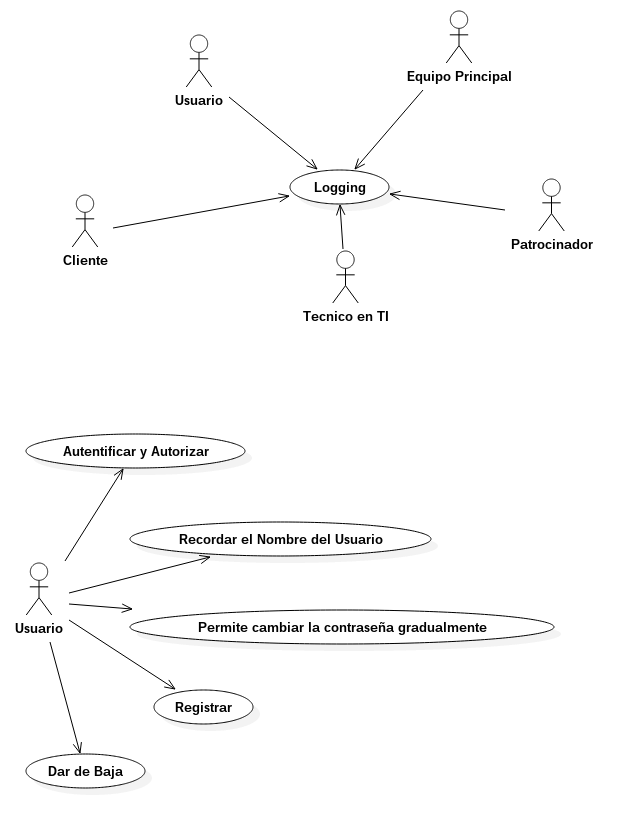 Equipo Principal
Usuario
Logging
Patrocinador
Cliente
Tecnico en TI
Autentificar y Autorizar
Recordar el Nombre del Usuario
Usuario
Permite cambiar la contraseña gradualmente
Registrar
Dar de Baja